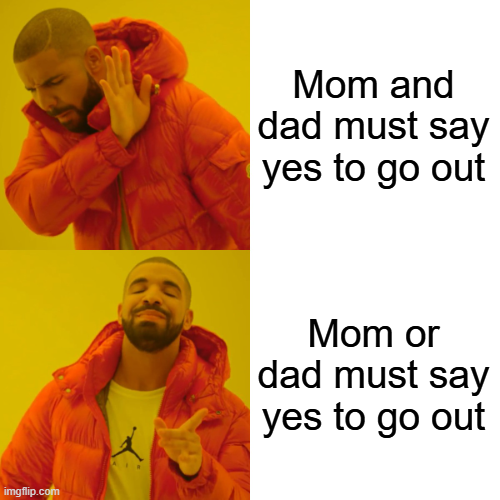 Mom and
dad must say
yes to go out
Mom or
dad must say
yes to go out
imgflip.com